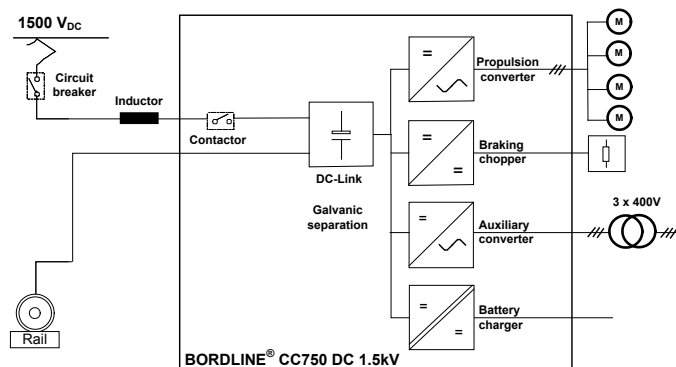 1500 VDC
Circuit
breaker
Inductor
Contactor
DC-Link
Galvanic
separation
=
Propulsion
converter
M
M
M
M
=
=
Braking
chopper
=
Auxiliary
converter
3 x 400V
=
=
Battery
charger
Rail
BORDLINE® CC750 DC 1.5kV